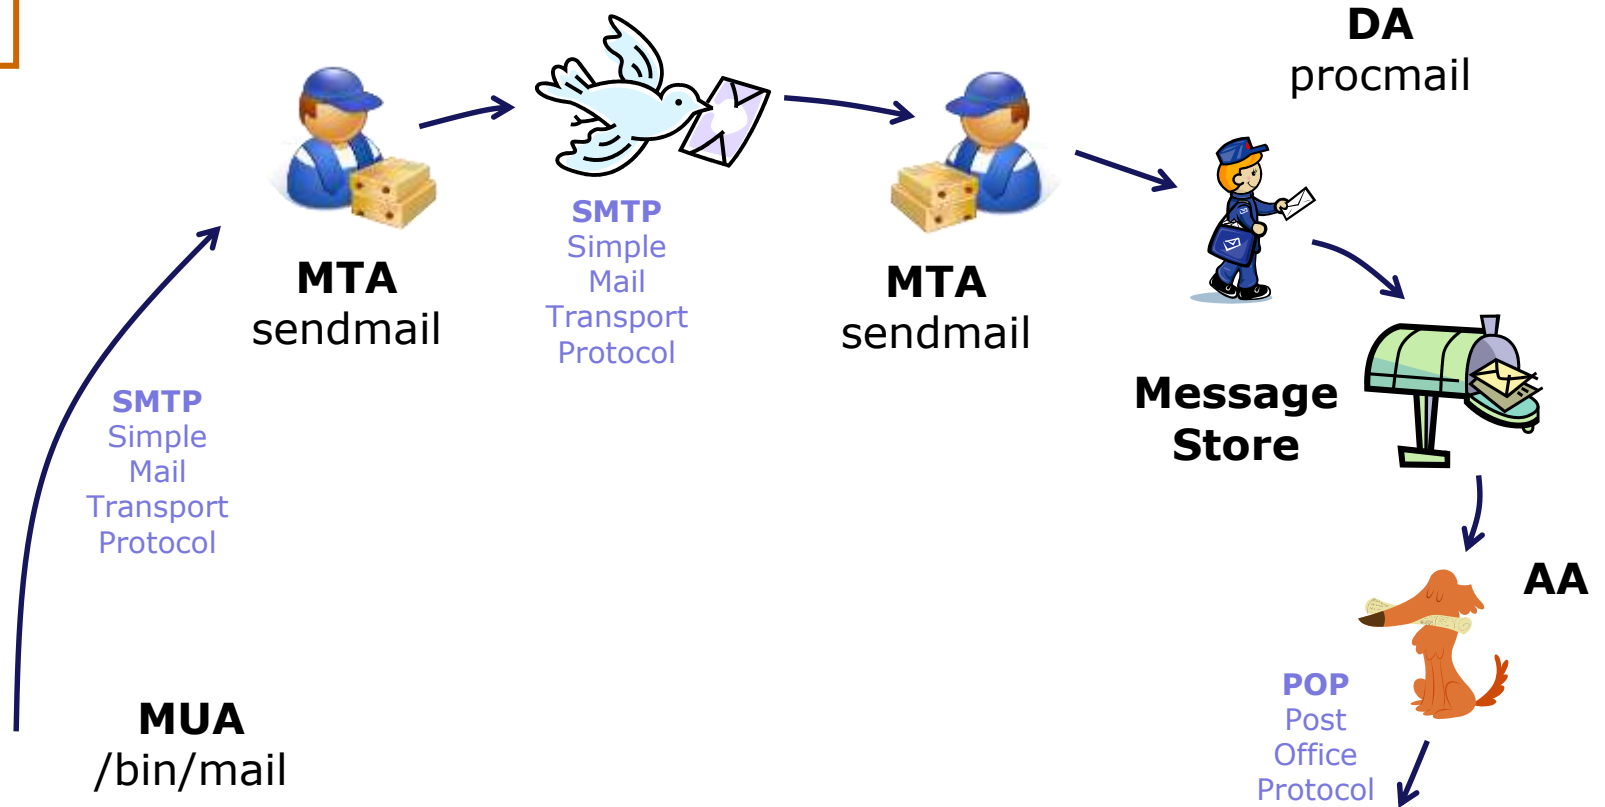 DA
procmail
SMTP
Simple
Mail
Transport
Protocol
MTA
sendmail
MTA
sendmail
Message
Store
SMTP
Simple
Mail
Transport
Protocol
AA
POP
Post
Office
Protocol
MUA
/bin/mail